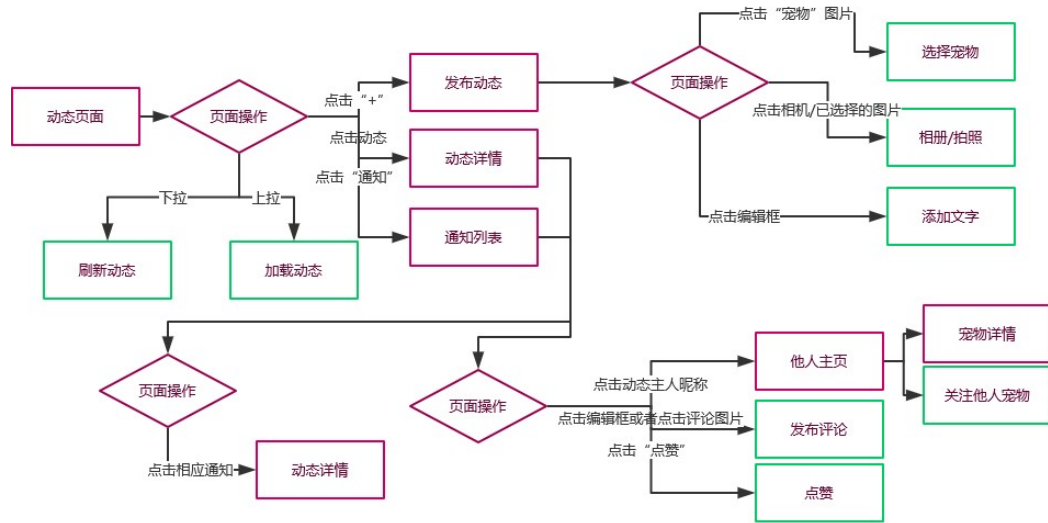 点击“宠物”图片
选择宠物
动态页面
页面操作
点击“+”
发布动态
页面操作
点击相机/已选择的图片
相册/拍照
点击动态
动态详情
点击“通知”
下拉
上拉
通知列表
点击编辑框
添加文字
刷新动态
加载动态
页面操作
点击相应通知
动态详情
页面操作
点击动态主人昵称
他人主页
宠物详情
关注他人宠物
点击编辑框或者点击评论图片
发布评论
点击“点赞”
点赞